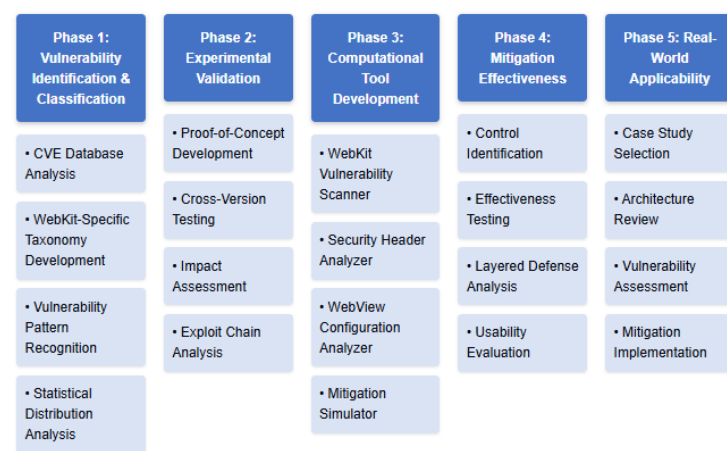 Phase 1:
Vulnerability
Identification &
Classification
• CVE Database
Analysis
• WebKit-Specific
Taxonomy
Development
• Vulnerability
Pattern
Recognition
• Statistical
Distribution
Analysis
Phase 2:
Experimental
Validation
• Proof-of-Concept
Development
• Cross-Version
Testing
• Impact
Assessment
• Exploit Chain
Analysis
Phase 3:
Computational
Tool
Development
• WebKit
Vulnerability
Scanner
• Security Header
Analyzer
• WebView
Configuration
Analyzer
• Mitigation
Simulator
Phase 4:
Mitigation
Effectiveness
• Control
Identification
• Effectiveness
Testing
• Layered Defense
Analysis
• Usability
Evaluation
Phase 5: Real-
World
Applicability
• Case Study
Selection
• Architecture
Review
• Vulnerability
Assessment
• Mitigation
Implementation